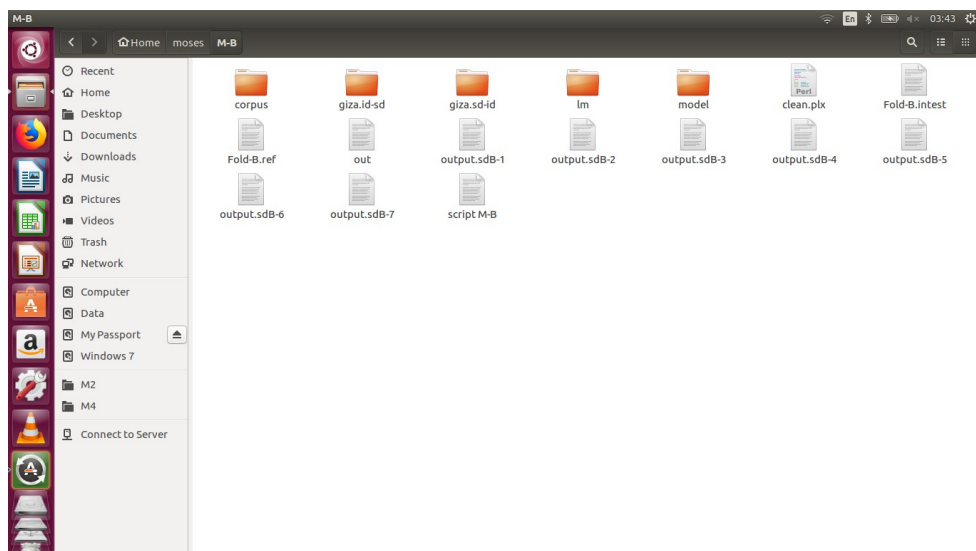 M-B
En
03:43
Home moses M-B
Recent
Home
Desktop
Documents
Downloads
Music
Pictures
Videos
Trash
Network
Computer
Data
My Passport
Windows 7
M2
M4
Connect to Server
corpus
giza.id-sd
giza.sd-id
lm
model
Perl
clean.plx
Fold-B.intest
Fold-B.ref
out
output.sdB-1
output.sdB-2
output.sdB-3
output.sdB-4
output.sdB-5
output.sdB-6
output.sdB-7
script M-B